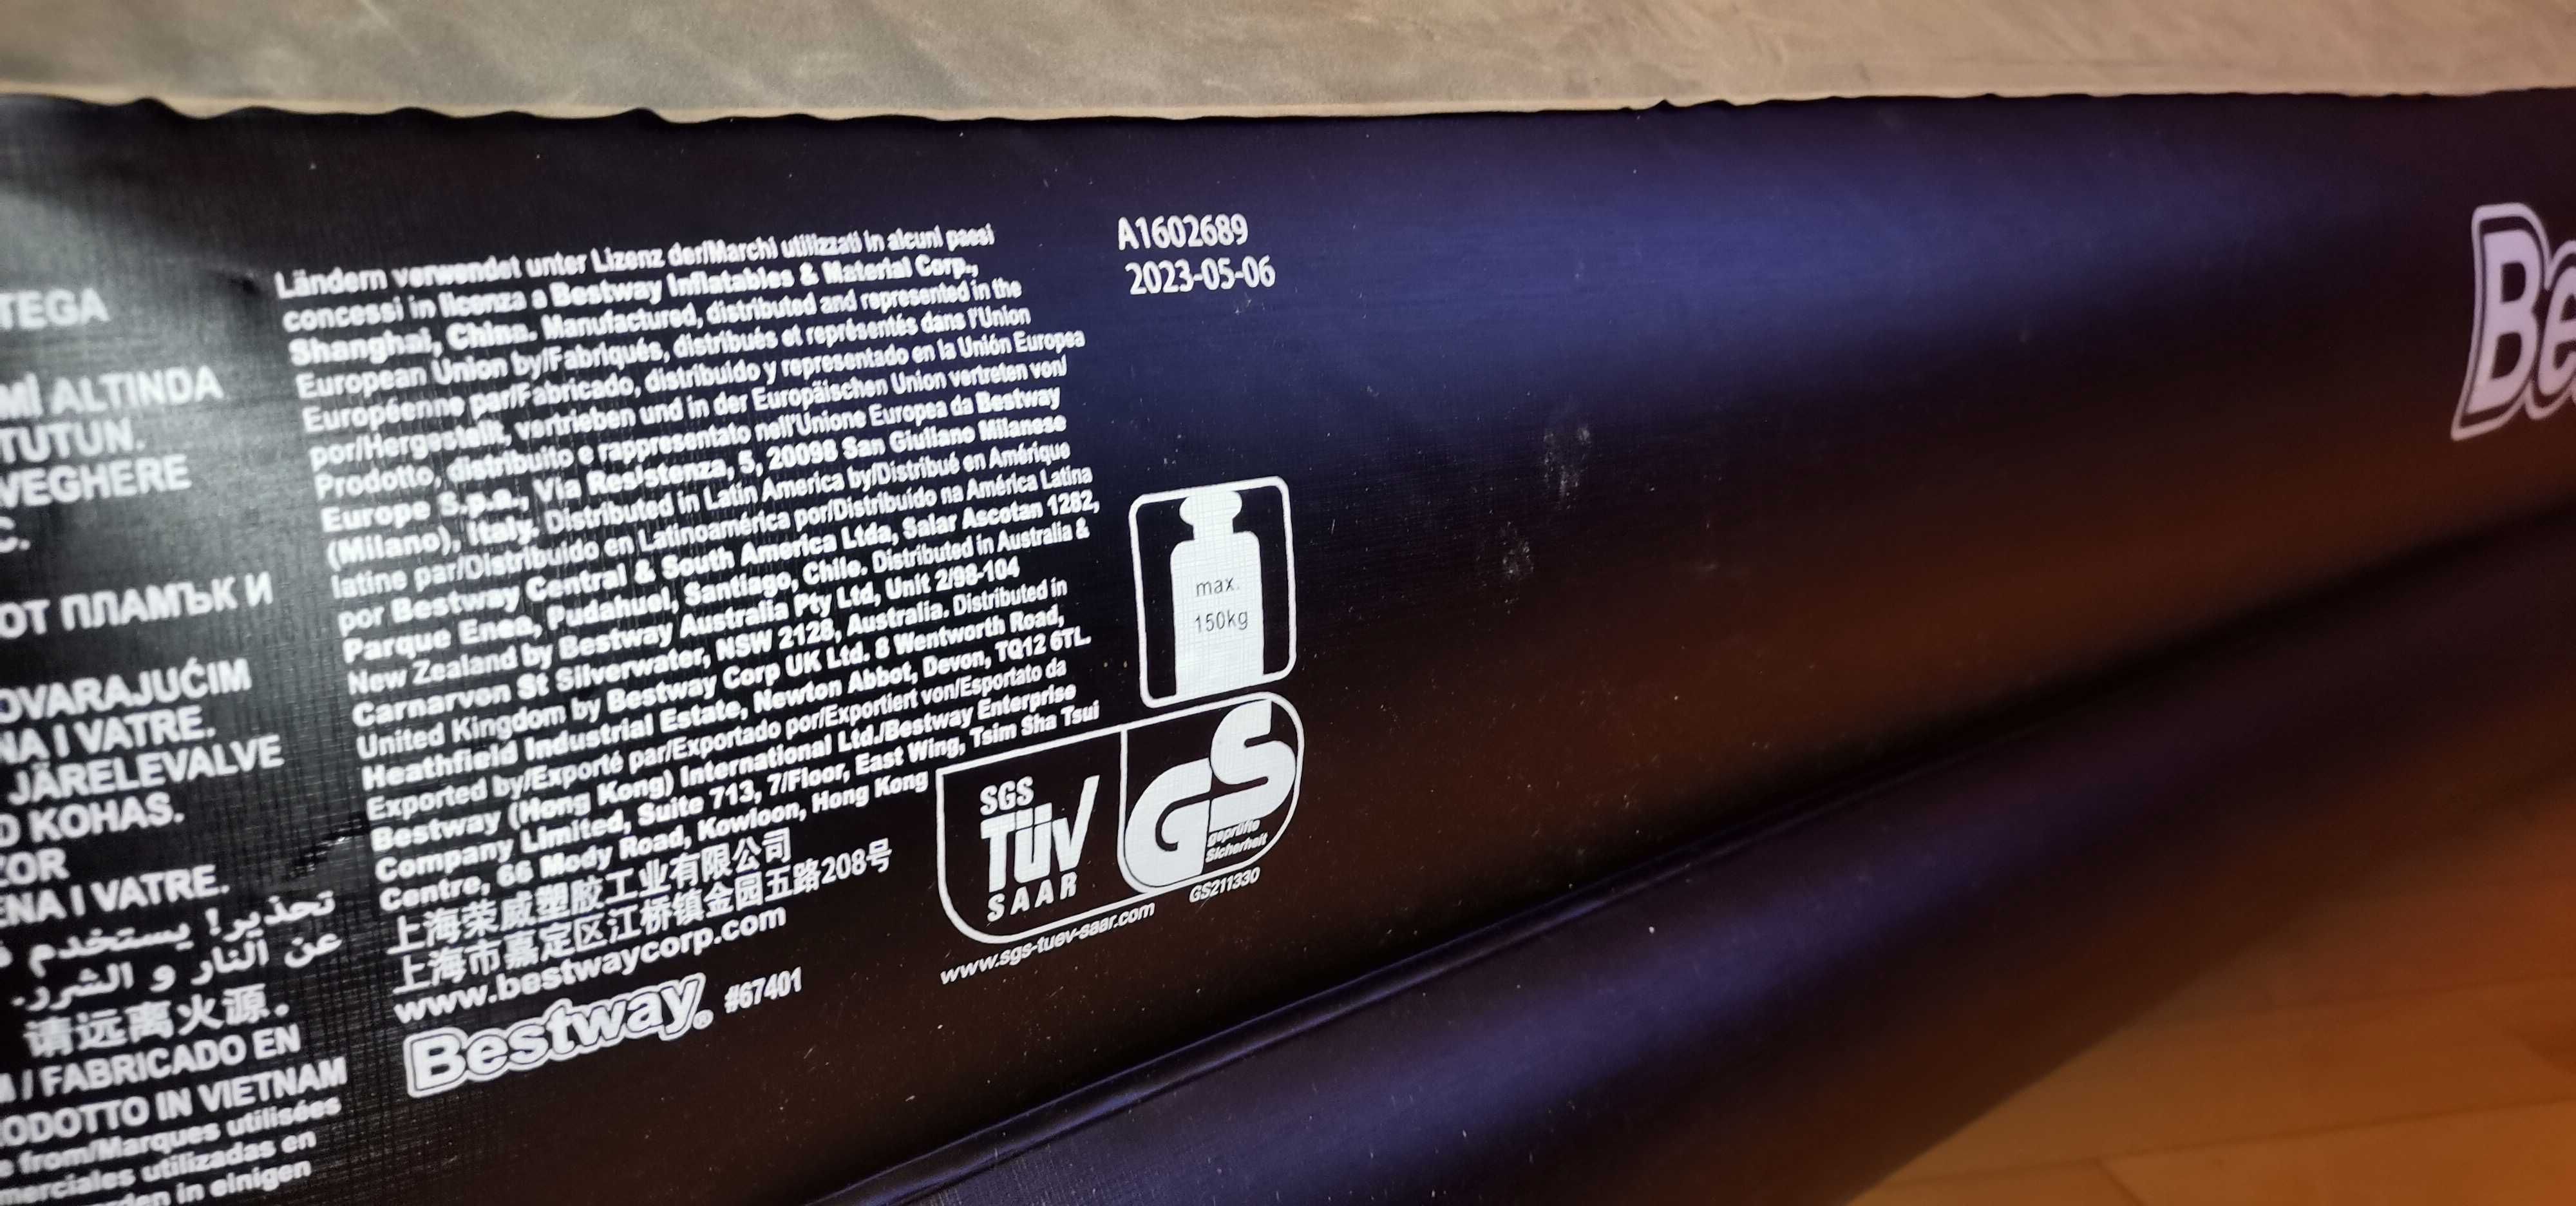 TEGA
Mİ ALTINDA
TUTUN.
VEGHERE
C.
ОТ ПЛАМЪК И
OVARAJUĆIM
NA I VATRE.
JÄRELEVALVE
D KOHAS.
ZOR
ENA I VATRE.
تحذير! يستخدم
عن النار و الشرر.
请远离火源.
/ FABRICADO EN
ODOTTO IN VIETNAM
from/Marques utilisées
merciales utilizadas en
in einigen
Ländern verwendet unter Lizenz der/Marchi utilizzati in alcuni paesi
concessi in licenza a Bestway Inflatables & Material Corp.,
Shanghai, China. Manufactured, distributed and represented in the
European Union by/Fabriqués, distribués et représentés dans l'Union
Européenne par/Fabricado, distribuido y representado en la Unión Europea
por/Hergestellt, vertrieben und in der Europäischen Union vertreten von/
Prodotto, distribuito e rappresentato nell'Unione Europea da Bestway
Europe S.p.a., Via Resistenza, 5, 20098 San Giuliano Milanese
(Milano), Italy. Distributed in Latin America by/Distribué en Amérique
latine par/Distribuido en Latinoamérica por/Distribuído na América Latina
por Bestway Central & South America Ltda, Salar Ascotan 1282,
Parque Enea, Pudahuel, Santiago, Chile. Distributed in Australia &
New Zealand by Bestway Australia Pty Ltd, Unit 2/98-104
Carnarvon St Silverwater, NSW 2128, Australia. Distributed in
United Kingdom by Bestway Corp UK Ltd. 8 Wentworth Road,
Heathfield Industrial Estate, Newton Abbot, Devon, TQ12 6TL.
Exported by/Exporté par/Exportado por/Exportiert von/Esportato da
Bestway (Hong Kong) International Ltd./Bestway Enterprise
Company Limited, Suite 713, 7/Floor, East Wing, Tsim Sha Tsui
Centre, 66 Mody Road, Kowloon, Hong Kong
上海荣威塑胶工业有限公司
上海市嘉定区江桥镇金园五路208号
www.bestwaycorp.com
Bestway® #67401
A1602689
2023-05-06
max.
150kg
SGS
TÜV
SAAR
GS
geprüfte
Sicherheit
www.sgs-tuev-saar.com
GS211330
Be